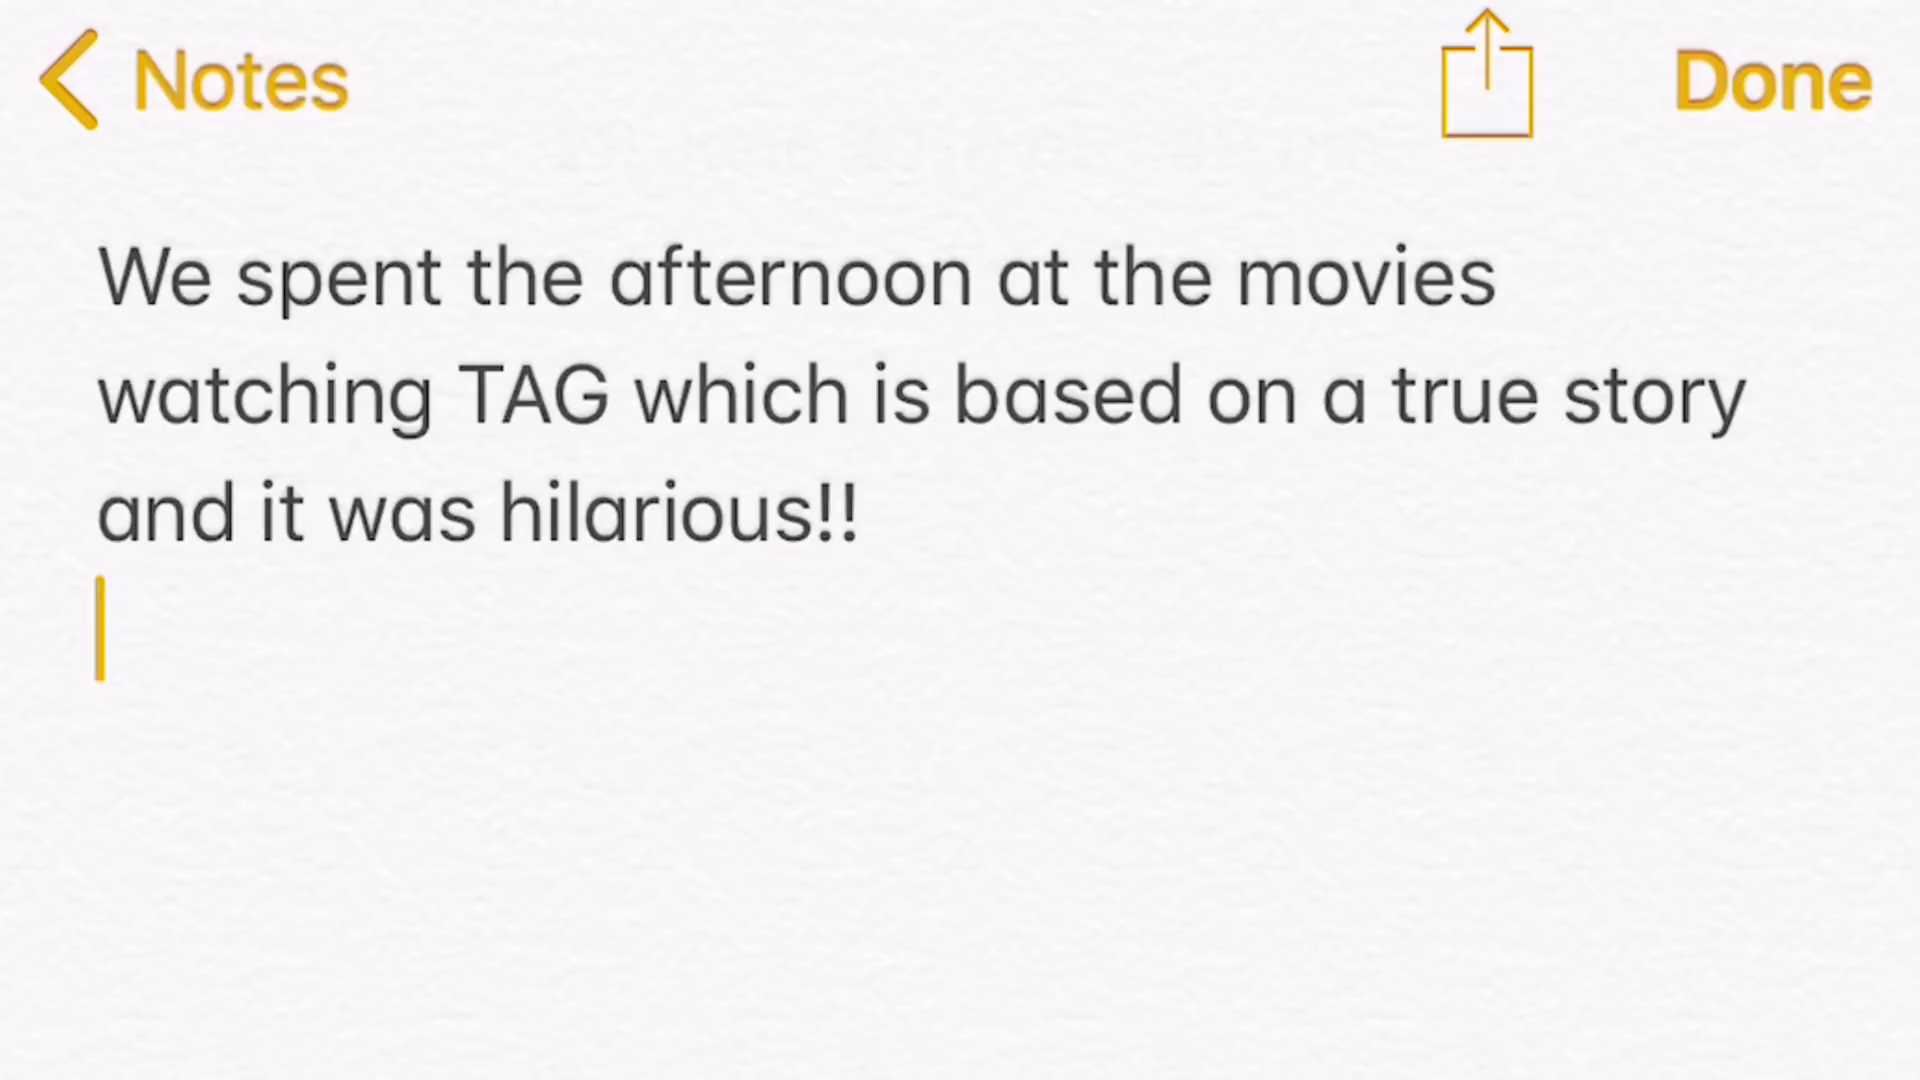 Notes
Done
We spent the afternoon at the movies
watching TAG which is based on a true story
and it was hilarious!!